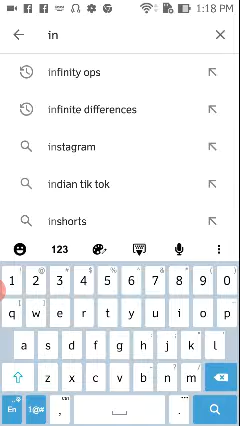 1:18 PM
in
infinity ops
infinite differences
instagram
indian tik tok
inshorts
123
1 2 3 4 5 6 7 8 9 0
q w e r t y u i o p
a s d f g h j k l
z x c v b n m
En 1@# , .